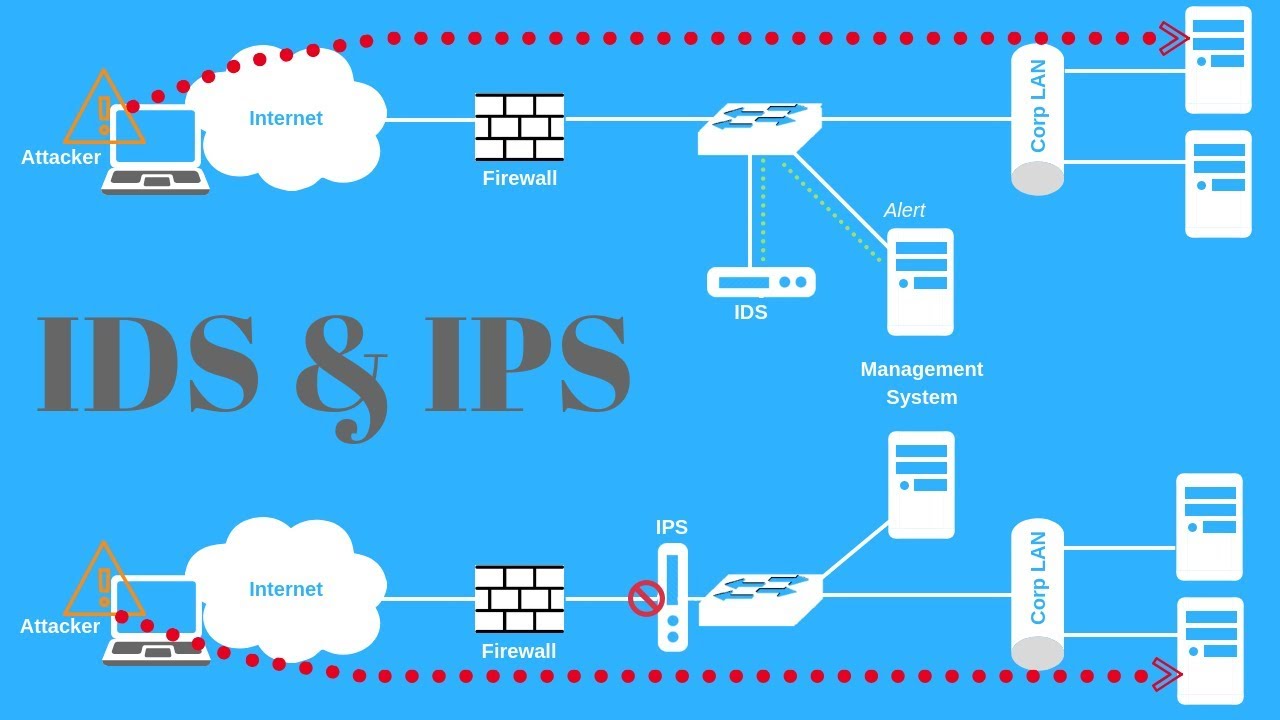 Internet
Corp LAN
Attacker
Firewall
Alert
IDS
IDS & IPS
Management
System
IPS
Internet
Corp LAN
Attacker
Firewall